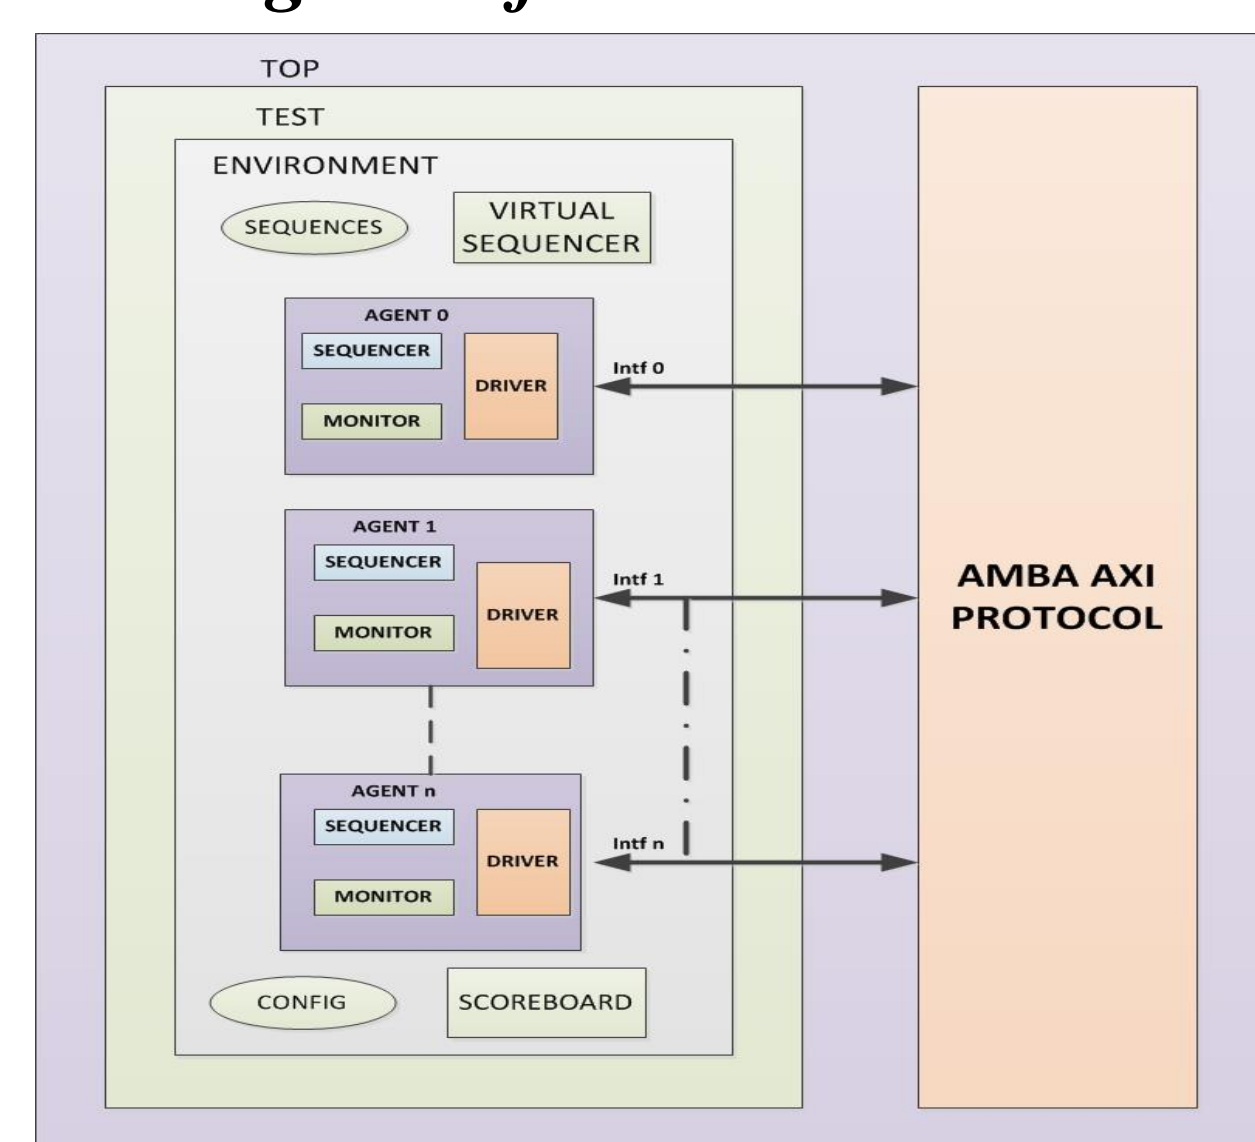 TOP
TEST
ENVIRONMENT
SEQUENCES
VIRTUAL
SEQUENCER
AGENT 0
SEQUENCER
DRIVER
MONITOR
Intf 0
AGENT 1
SEQUENCER
DRIVER
MONITOR
Intf 1
AMBA AXI
PROTOCOL
AGENT n
SEQUENCER
DRIVER
MONITOR
Intf n
CONFIG
SCOREBOARD